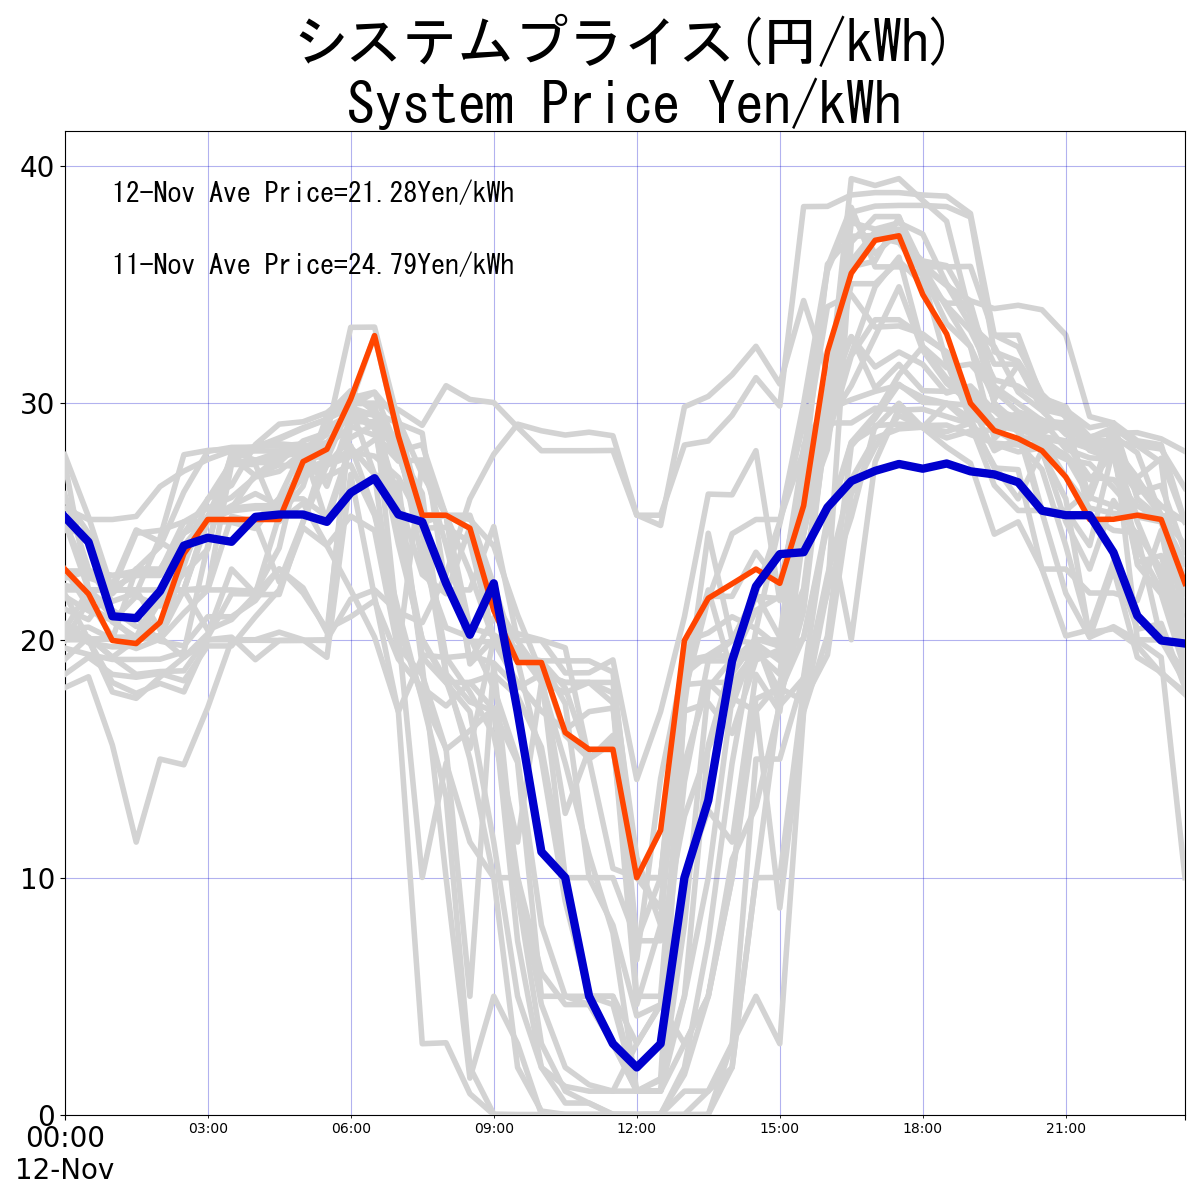 システムプライス(円/kWh)
System Price Yen/kWh
40
12-Nov Ave Price=21.28Yen/kWh
11-Nov Ave Price=24.79Yen/kWh
30
20
10
0
00:00 03:00 06:00 09:00 12:00 15:00 18:00 21:00
12-Nov